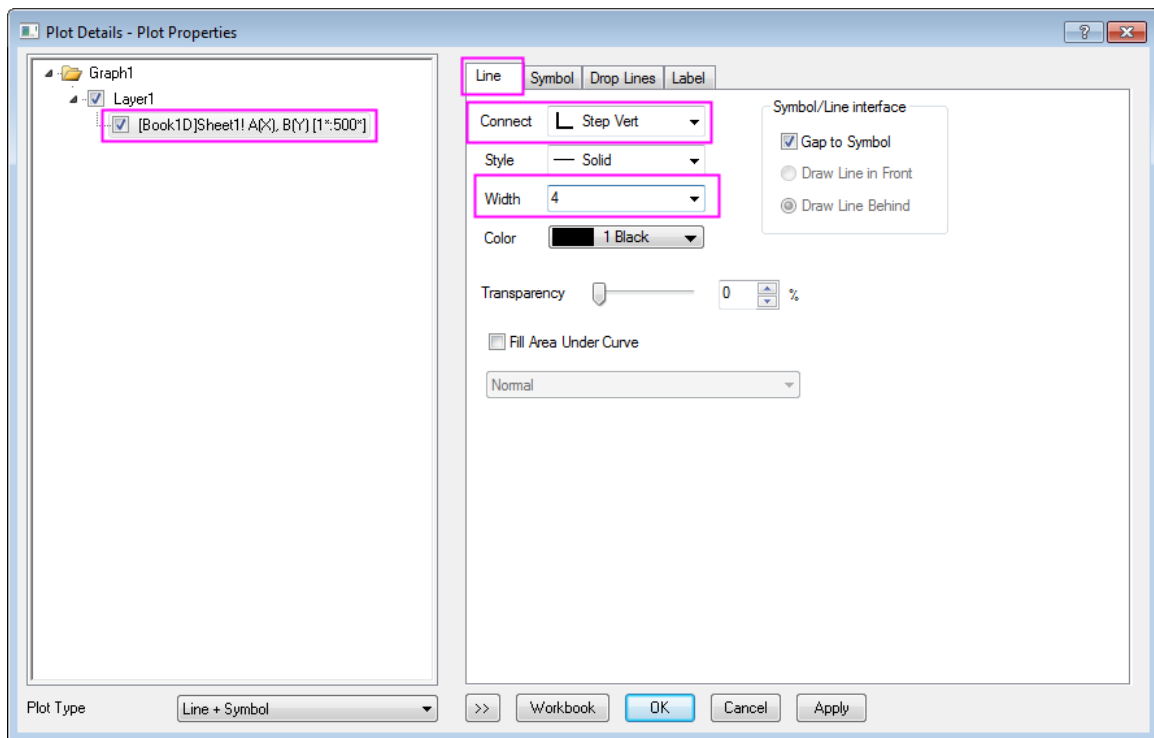 Plot Details - Plot Properties
Graph1
Layer1
[Book1D]Sheet1! A(X), B(Y) [1*:500*]
Line Symbol Drop Lines Label
Connect Step Vert
Style Solid
Width 4
Color 1 Black
Symbol/Line interface
Gap to Symbol
Draw Line in Front
Draw Line Behind
Transparency 0 %
Fill Area Under Curve
Normal
Plot Type Line + Symbol >> Workbook OK Cancel Apply